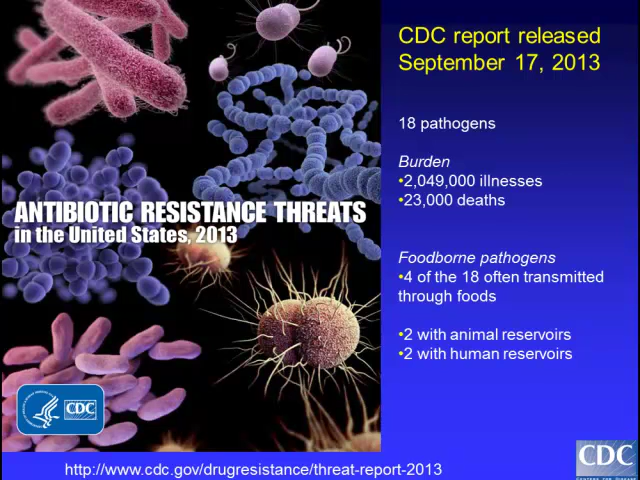 CDC report released
September 17, 2013
18 pathogens
Burden
•2,049,000 illnesses
•23,000 deaths
Foodborne pathogens
•4 of the 18 often transmitted
through foods
•2 with animal reservoirs
•2 with human reservoirs
ANTIBIOTIC RESISTANCE THREATS
in the United States, 2013
CDC
http://www.cdc.gov/drugresistance/threat-report-2013
CDC